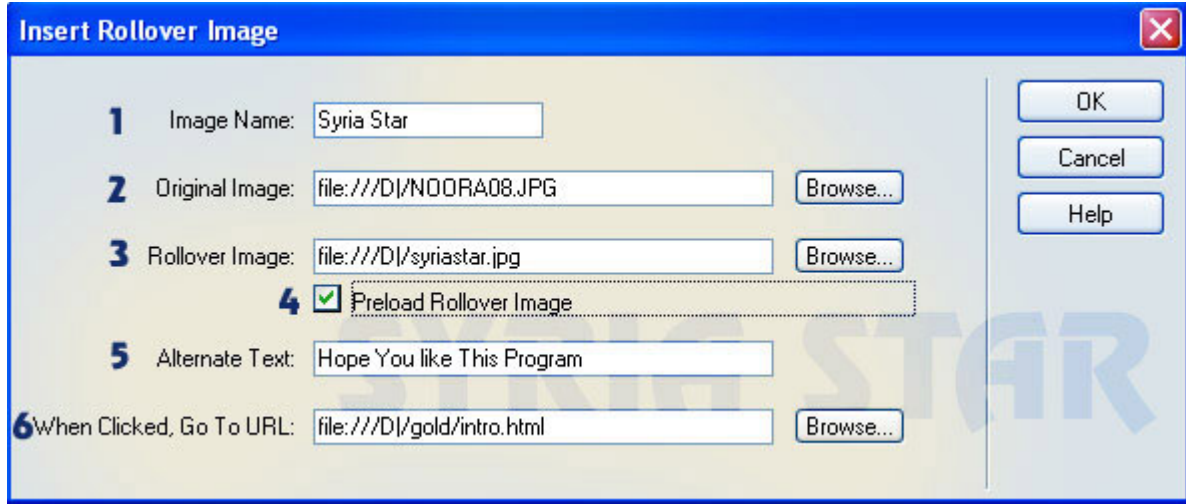 Insert Rollover Image
1 Image Name: Syria Star
OK
2 Original Image: file:///D|/NOORA08.JPG Browse...
Cancel
3 Rollover Image: file:///D|/syriastar.jpg Browse...
Help
4 Preload Rollover Image
5 Alternate Text: Hope You like This Program
6 When Clicked, Go To URL: file:///D|/gold/intro.html Browse...
SYRIA STAR